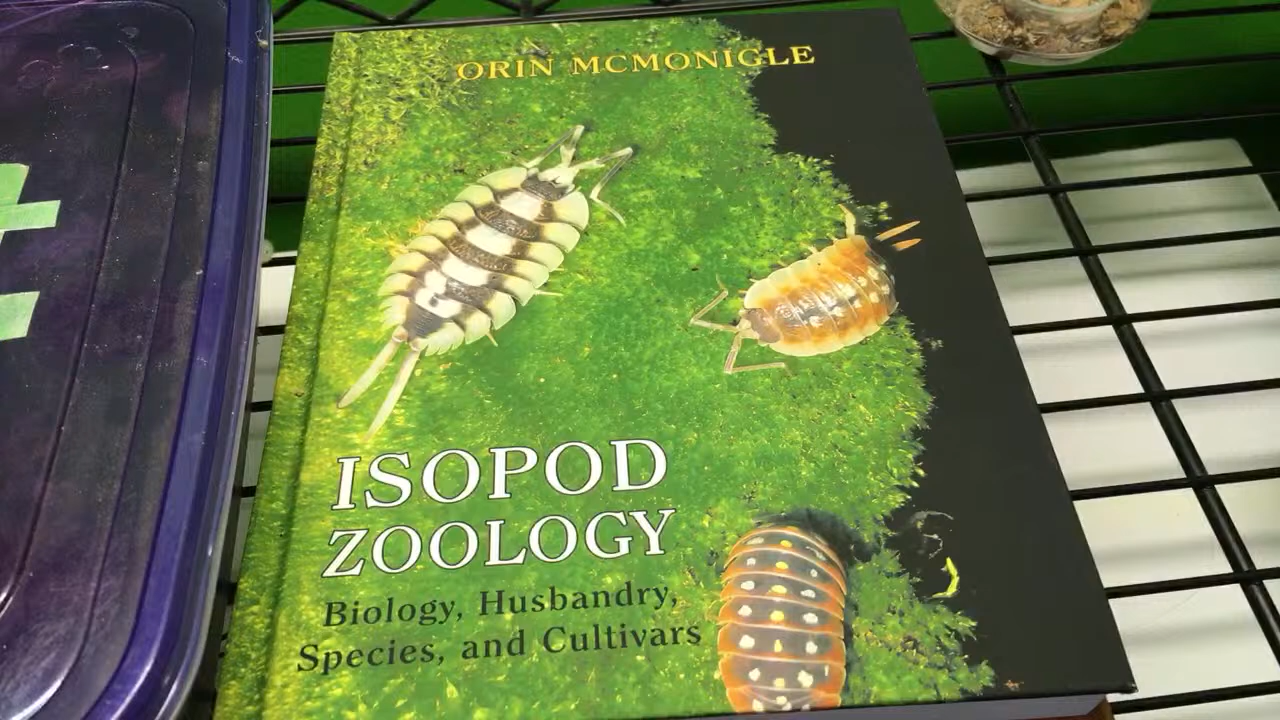 ORIN MCMONIGLE
ISOPOD
ZOOLOGY
Biology, Husbandry,
Species, and Cultivars